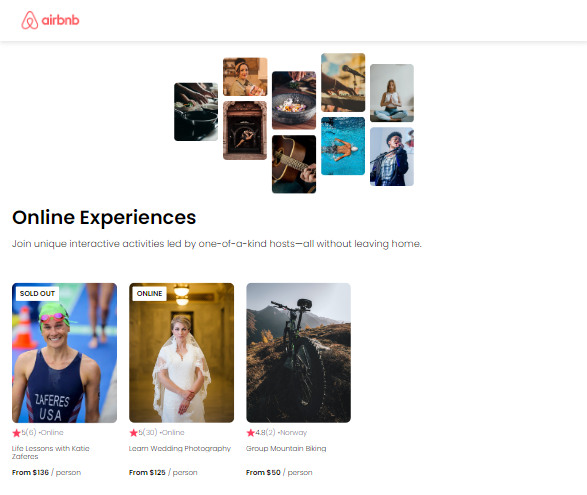 airbnb
Online Experiences
Join unique interactive activities led by one-of-a-kind hosts—all without leaving home.
SOLD OUT
ZAFERES
USA
5(6) •Online
Life Lessons with Katie
Zaferes
From $136 / person
ONLINE
5(30) •Online
Learn Wedding Photography
From $125 / person
4.8(2) •Norway
Group Mountain Biking
From $50 / person